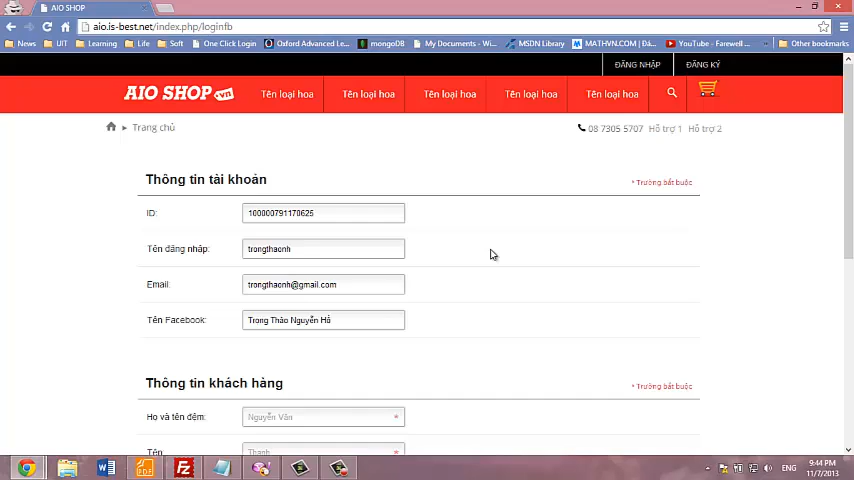 AIO SHOP
aio.is-best.net/index.php/loginfb
News
UIT
Learning
Life
Soft
One Click Login
Oxford Advanced Le...
mongoDB
My Documents - Wi...
MSDN Library
MATHVN.COM | Đá...
YouTube - Farewell ...
»
Other bookmarks
ĐĂNG NHẬP
ĐĂNG KÝ
AIO SHOP.VN
Tên loại hoa
Tên loại hoa
Tên loại hoa
Tên loại hoa
Tên loại hoa
Trang chủ
08 7305 5707 Hỗ trợ 1 Hỗ trợ 2
Thông tin tài khoản
* Trường bắt buộc
ID:
100000791170625
Tên đăng nhập:
trongthaonh
Email:
trongthaonh@gmail.com
Tên Facebook:
Trọng Thảo Nguyễn Hồ
Thông tin khách hàng
* Trường bắt buộc
Họ và tên đệm:
Nguyễn Văn *
Tên:
Thanh *
ENG
9:44 PM
11/7/2013